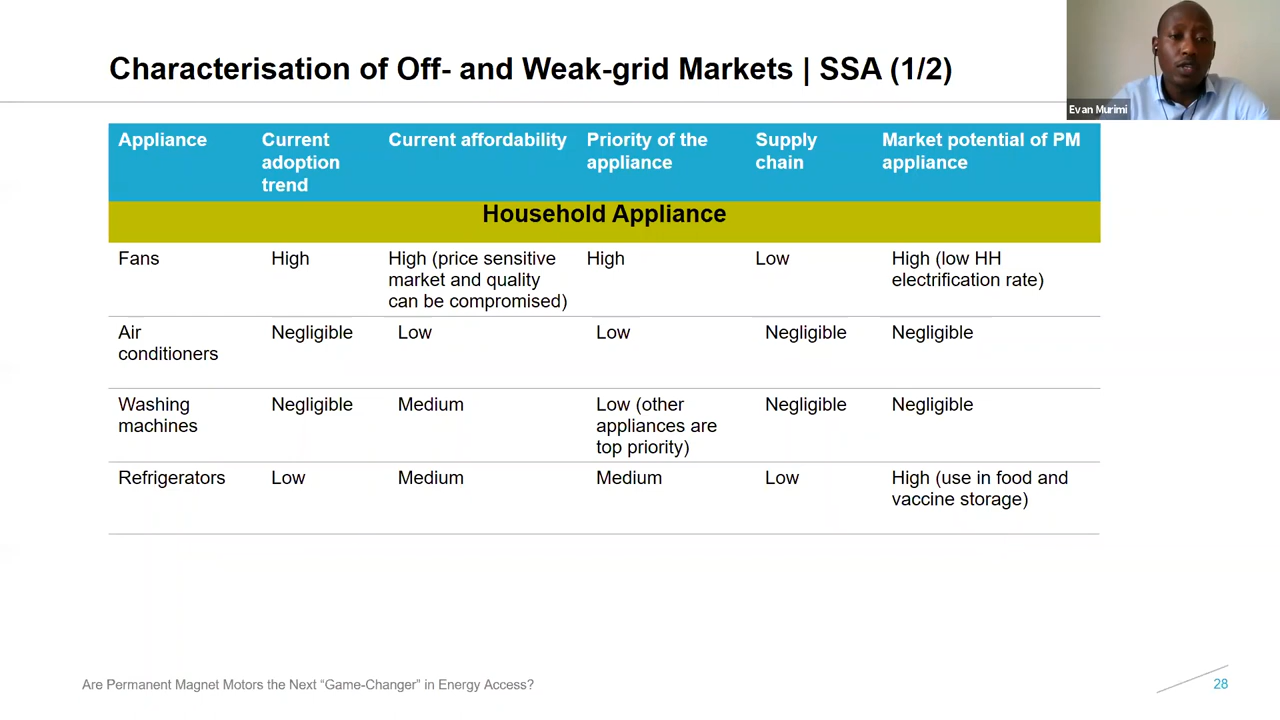 Characterisation of Off- and Weak-grid Markets | SSA (1/2)
Evan Murimi
Appliance
Current
adoption
trend
Current affordability
Priority of the
appliance
Supply
chain
Market potential of PM
appliance
Household Appliance
Fans
High
High (price sensitive
market and quality
can be compromised)
High
Low
High (low HH
electrification rate)
Air
conditioners
Negligible
Low
Low
Negligible
Negligible
Washing
machines
Negligible
Medium
Low (other
appliances are
top priority)
Negligible
Negligible
Refrigerators
Low
Medium
Medium
Low
High (use in food and
vaccine storage)
Are Permanent Magnet Motors the Next “Game-Changer” in Energy Access?
28